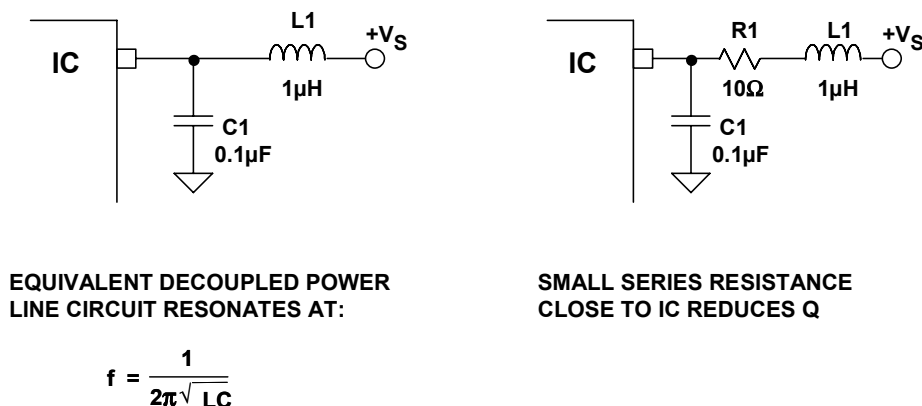 IC
L1
1µH
+VS
C1
0.1µF
IC
R1
10Ω
L1
1µH
+VS
C1
0.1µF
EQUIVALENT DECOUPLED POWER
LINE CIRCUIT RESONATES AT:
f = 1 / 2π√LC
SMALL SERIES RESISTANCE
CLOSE TO IC REDUCES Q